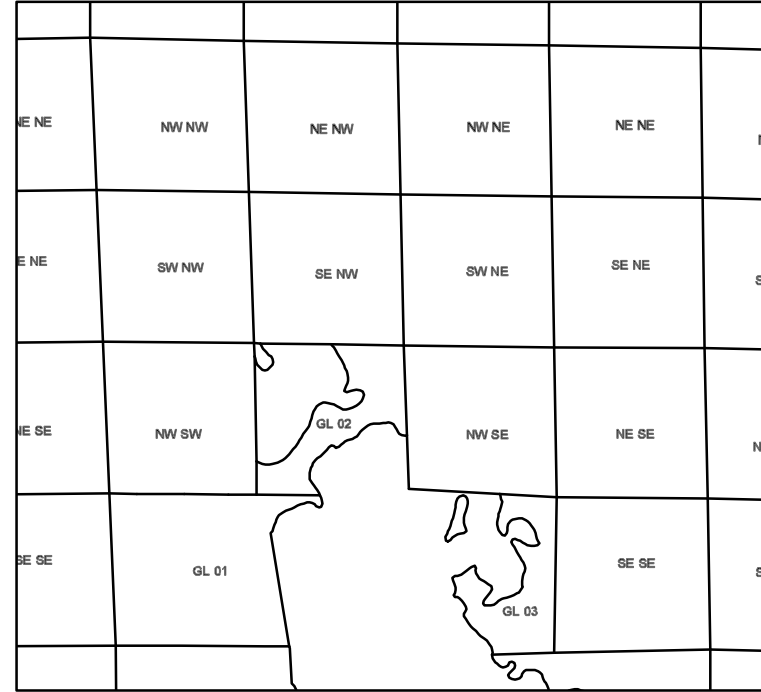 NE NE NW NW NE NW NW NE NE NE
E NE SW NW SE NW SW NE SE NE
NE SE NW SW GL 02 NW SE NE SE
SE SE GL 01 GL 03 SE SE